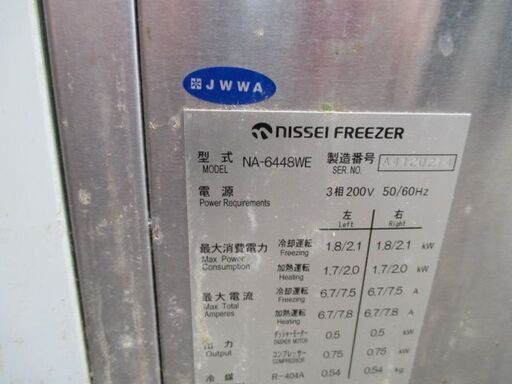 JWWA
NISSEI FREEZER
型式 MODEL NA-6448WE 製造番号 SER. NO. A4120214
電源 Power Requirements 3相200V 50/60Hz
左 Left 右 Right
最大消費電力 Max Power Consumption 冷却運転 Freezing 1.8/2.1 1.8/2.1 kW
加熱運転 Heating 1.7/2.0 1.7/2.0 kW
最大電流 Max Total Amperes 冷却運転 Freezing 6.7/7.5 6.7/7.5 A
加熱運転 Heating 6.7/7.8 6.7/7.8 A
出力 Output ダッシャーモーター DASHER MOTOR 0.5 0.5 kW
コンプレッサー COMPRESSOR 0.75 0.75 kW
冷媒 R-404A 0.54 0.54 kg